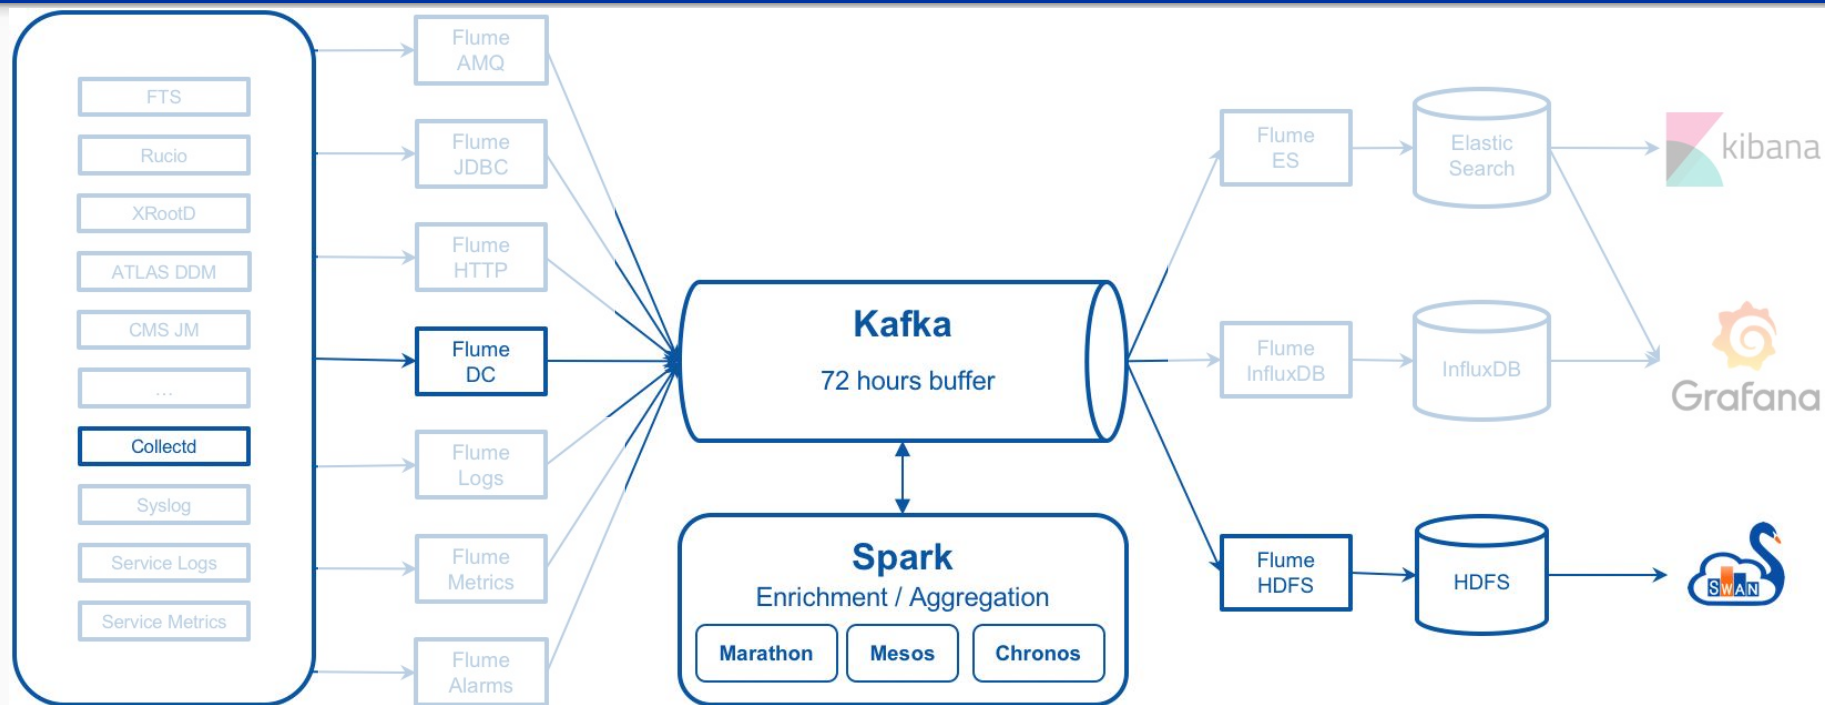 FTS
Rucio
XRootD
ATLAS DDM
CMS JM
...
Collectd
Syslog
Service Logs
Service Metrics
Flume
AMQ
Flume
JDBC
Flume
HTTP
Flume
DC
Flume
Logs
Flume
Metrics
Flume
Alarms
Kafka
72 hours buffer
Spark
Enrichment / Aggregation
Marathon
Mesos
Chronos
Flume
ES
Elastic
Search
kibana
Flume
InfluxDB
InfluxDB
Grafana
Flume
HDFS
HDFS
SWAN